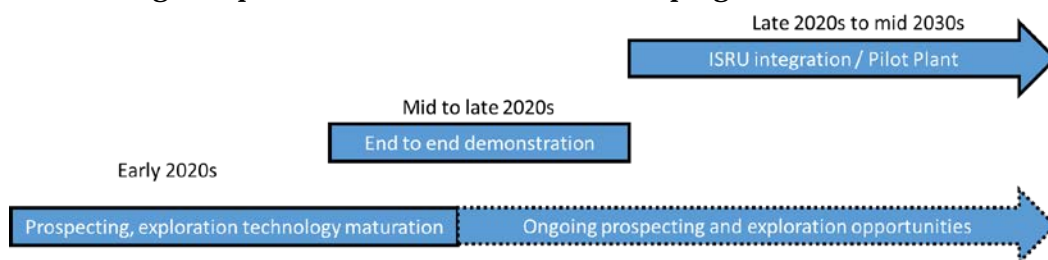 Late 2020s to mid 2030s
ISRU integration / Pilot Plant
Mid to late 2020s
End to end demonstration
Early 2020s
Prospecting, exploration technology maturation
Ongoing prospecting and exploration opportunities